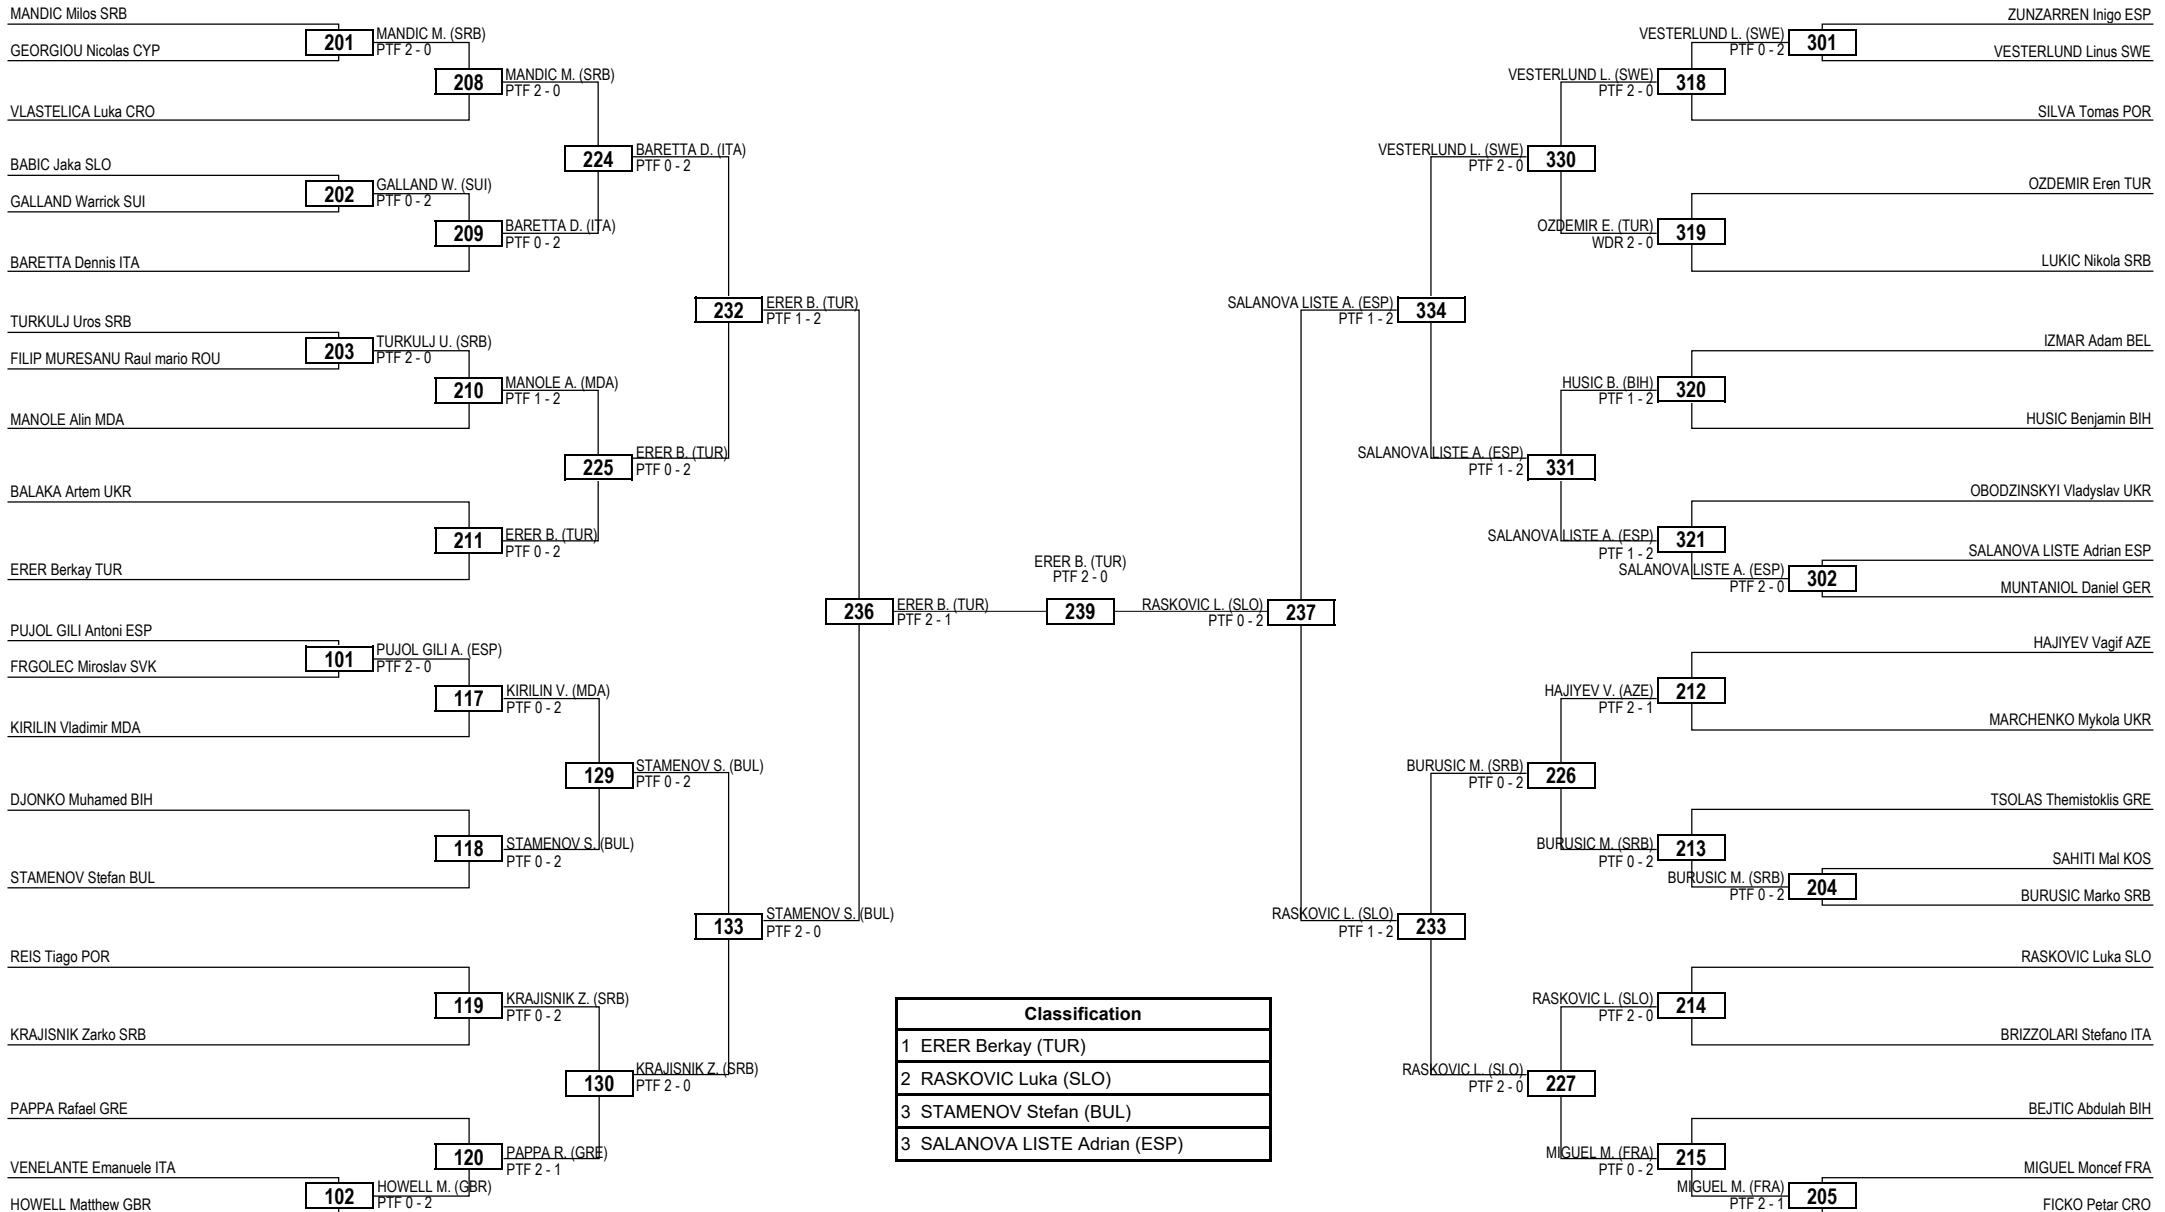 MANDIC Milos SRB
201
MANDIC M. (SRB)
PTF 2 - 0
GEORGIOU Nicolas CYP
208
MANDIC M. (SRB)
PTF 2 - 0
VLASTELICA Luka CRO
224
BARETTA D. (ITA)
PTF 0 - 2
BABIC Jaka SLO
202
GALLAND W. (SUI)
PTF 0 - 2
GALLAND Warrick SUI
209
BARETTA D. (ITA)
PTF 0 - 2
BARETTA Dennis ITA
232
ERER B. (TUR)
PTF 1 - 2
TURKULJ Uros SRB
203
TURKULJ U. (SRB)
PTF 2 - 0
FILIP MURESANU Raul mario ROU
210
MANOLE A. (MDA)
PTF 1 - 2
MANOLE Alin MDA
225
ERER B. (TUR)
PTF 0 - 2
BALAKA Artem UKR
211
ERER B. (TUR)
PTF 0 - 2
ERER Berkay TUR
236
ERER B. (TUR)
PTF 2 - 1
PUJOL GILI Antoni ESP
101
PUJOL GILI A. (ESP)
PTF 2 - 0
FRGOLEC Miroslav SVK
117
KIRILIN V. (MDA)
PTF 0 - 2
KIRILIN Vladimir MDA
129
STAMENOV S. (BUL)
PTF 0 - 2
DJONKO Muhamed BIH
118
STAMENOV S. (BUL)
PTF 0 - 2
STAMENOV Stefan BUL
133
STAMENOV S. (BUL)
PTF 2 - 0
REIS Tiago POR
119
KRAJISNIK Z. (SRB)
PTF 0 - 2
KRAJISNIK Zarko SRB
130
KRAJISNIK Z. (SRB)
PTF 2 - 0
PAPPA Rafael GRE
120
PAPPA R. (GRE)
PTF 2 - 1
VENELANTE Emanuele ITA
102
HOWELL M. (GBR)
PTF 0 - 2
HOWELL Matthew GBR
ERER B. (TUR)
PTF 2 - 0
239
Classification
1 ERER Berkay (TUR)
2 RASKOVIC Luka (SLO)
3 STAMENOV Stefan (BUL)
3 SALANOVA LISTE Adrian (ESP)
ZUNZARREN Inigo ESP
VESTERLUND L. (SWE)
PTF 0 - 2
301
VESTERLUND Linus SWE
VESTERLUND L. (SWE)
PTF 2 - 0
318
SILVA Tomas POR
VESTERLUND L. (SWE)
PTF 2 - 0
330
OZDEMIR Eren TUR
OZDEMIR E. (TUR)
WDR 2 - 0
319
LUKIC Nikola SRB
SALANOVA LISTE A. (ESP)
PTF 1 - 2
334
IZMAR Adam BEL
HUSIC B. (BIH)
PTF 1 - 2
320
HUSIC Benjamin BIH
SALANOVA LISTE A. (ESP)
PTF 1 - 2
331
OBODZINSKYI Vladyslav UKR
SALANOVA LISTE A. (ESP)
PTF 1 - 2
321
SALANOVA LISTE Adrian ESP
SALANOVA LISTE A. (ESP)
PTF 2 - 0
302
MUNTANIOL Daniel GER
RASKOVIC L. (SLO)
PTF 0 - 2
237
HAJIYEV Vagif AZE
HAJIYEV V. (AZE)
PTF 2 - 1
212
MARCHENKO Mykola UKR
BURUSIC M. (SRB)
PTF 0 - 2
226
TSOLAS Themistoklis GRE
BURUSIC M. (SRB)
PTF 0 - 2
213
SAHITI Mal KOS
BURUSIC M. (SRB)
PTF 0 - 2
204
BURUSIC Marko SRB
RASKOVIC L. (SLO)
PTF 1 - 2
233
RASKOVIC Luka SLO
RASKOVIC L. (SLO)
PTF 2 - 0
214
BRIZZOLARI Stefano ITA
RASKOVIC L. (SLO)
PTF 2 - 0
227
BEJTIC Abdulah BIH
MIGUEL M. (FRA)
PTF 0 - 2
215
MIGUEL Moncef FRA
MIGUEL M. (FRA)
PTF 2 - 1
205
FICKO Petar CRO